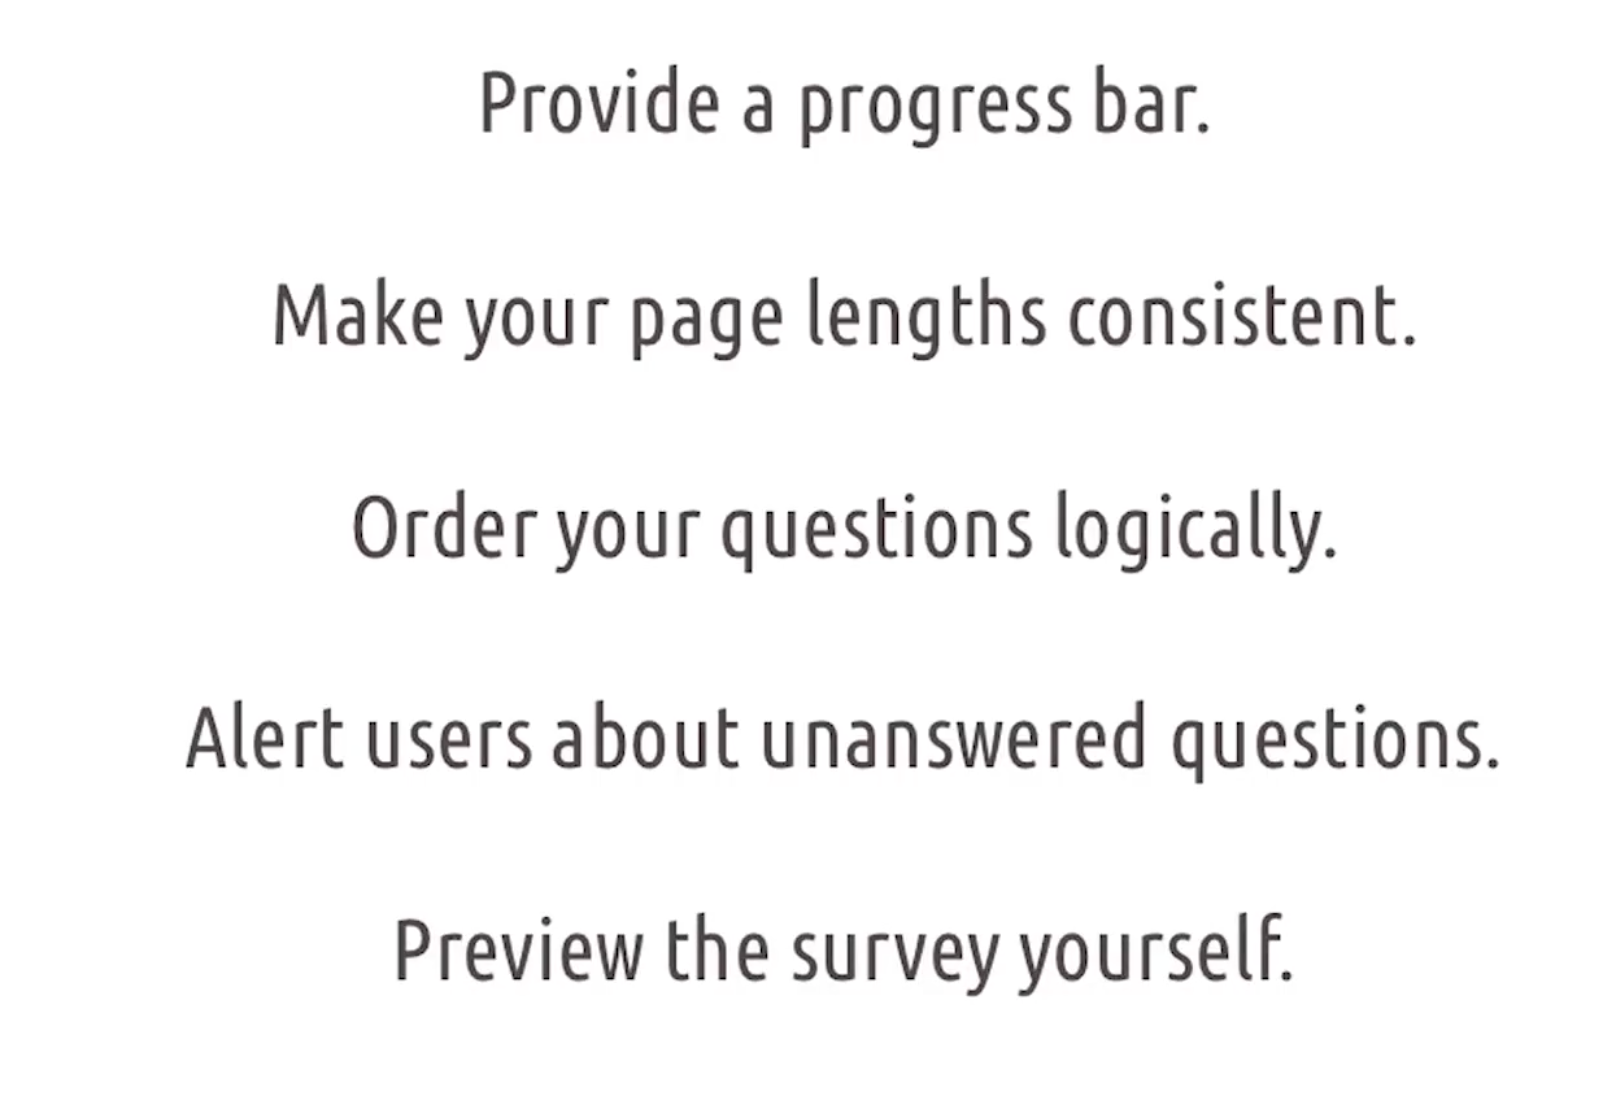 Provide a progress bar.
Make your page lengths consistent.
Order your questions logically.
Alert users about unanswered questions.
Preview the survey yourself.